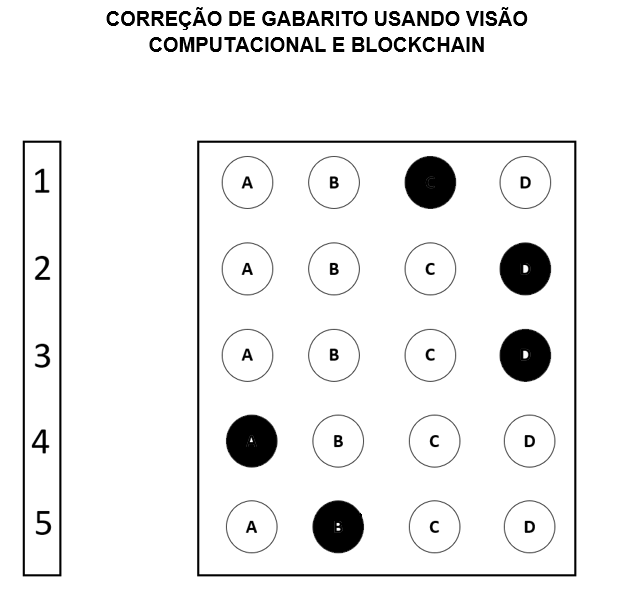 CORREÇÃO DE GABARITO USANDO VISÃO
COMPUTACIONAL E BLOCKCHAIN
1 A B C D
2 A B C D
3 A B C D
4 A B C D
5 A B C D